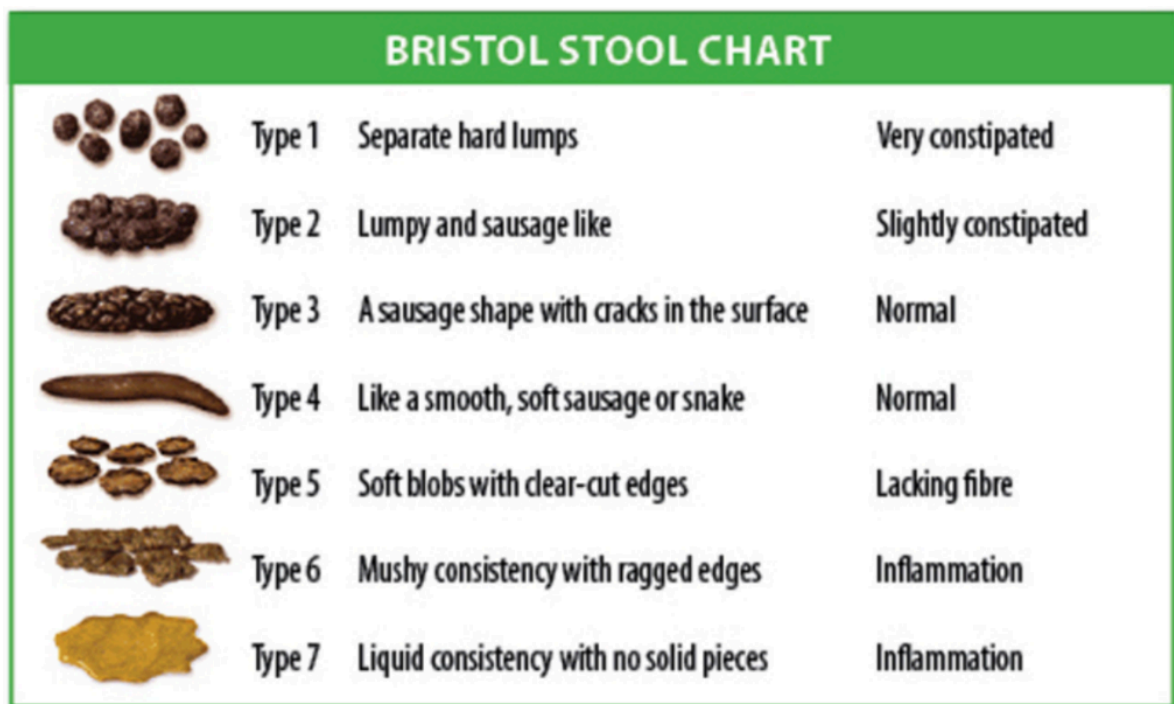 BRISTOL STOOL CHART
Type 1 Separate hard lumps Very constipated
Type 2 Lumpy and sausage like Slightly constipated
Type 3 A sausage shape with cracks in the surface Normal
Type 4 Like a smooth, soft sausage or snake Normal
Type 5 Soft blobs with clear-cut edges Lacking fibre
Type 6 Mushy consistency with ragged edges Inflammation
Type 7 Liquid consistency with no solid pieces Inflammation